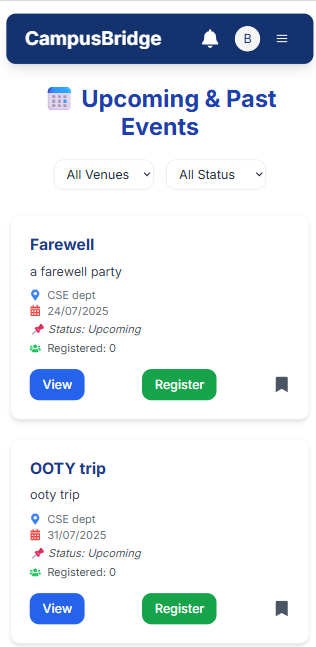 CampusBridge B
Upcoming & Past
Events
All Venues All Status
Farewell
a farewell party
CSE dept
24/07/2025
Status: Upcoming
Registered: 0
View Register
OOTY trip
ooty trip
CSE dept
31/07/2025
Status: Upcoming
Registered: 0
View Register